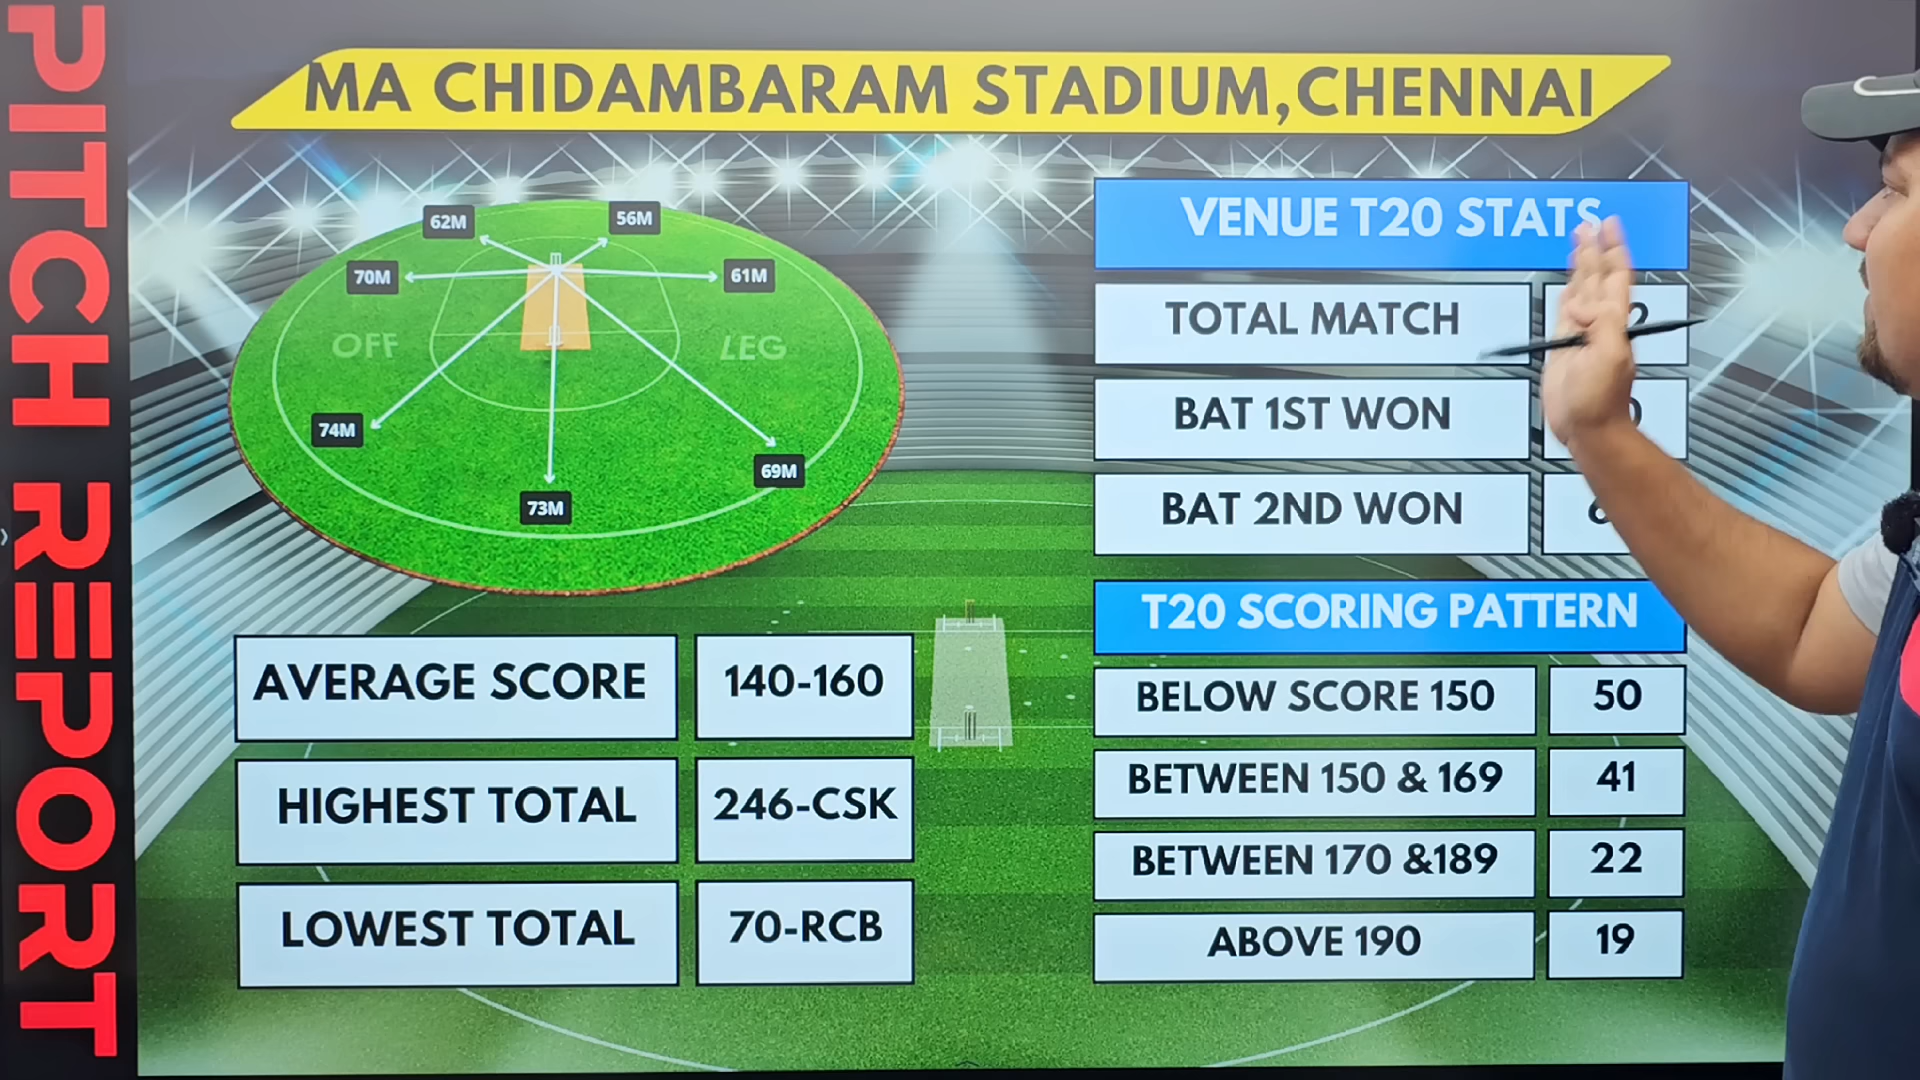 PITCH REPORT
MA CHIDAMBARAM STADIUM,CHENNAI
62M
56M
70M
61M
OFF
LEG
74M
69M
73M
AVERAGE SCORE 140-160
HIGHEST TOTAL 246-CSK
LOWEST TOTAL 70-RCB
VENUE T20 STATS
TOTAL MATCH
BAT 1ST WON
BAT 2ND WON
T20 SCORING PATTERN
BELOW SCORE 150 50
BETWEEN 150 & 169 41
BETWEEN 170 &189 22
ABOVE 190 19